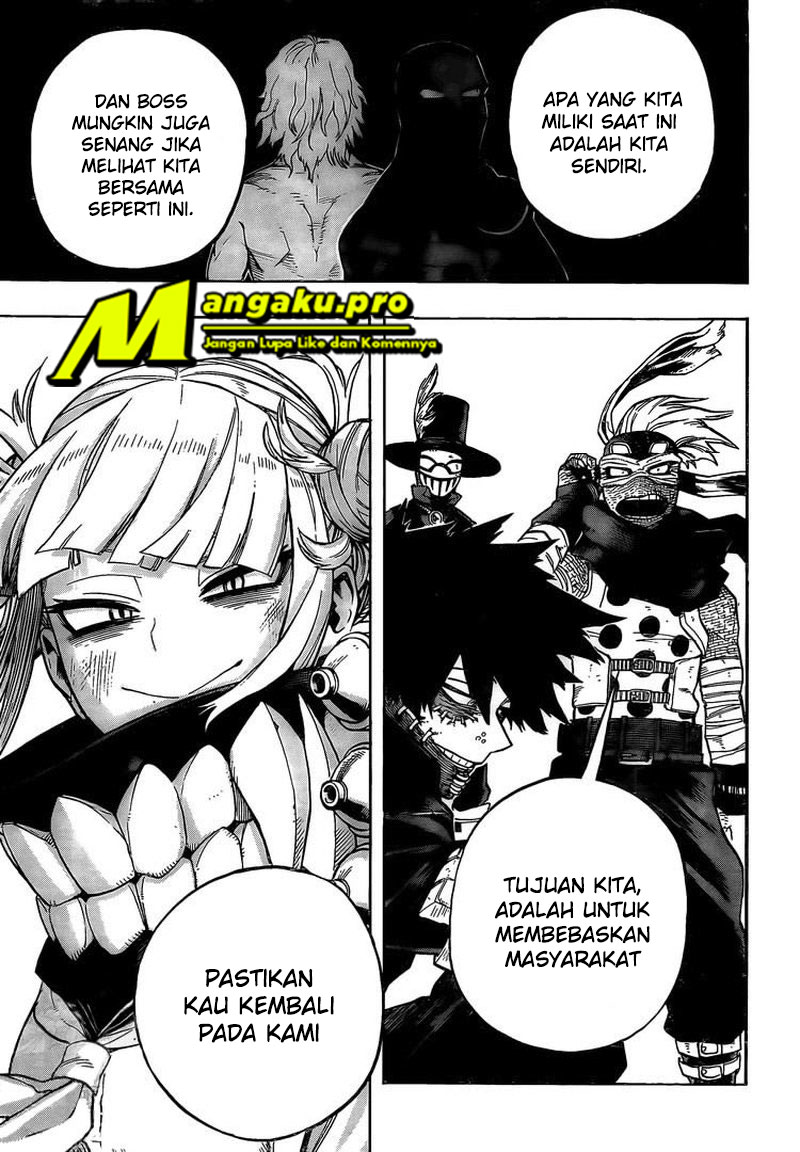 APA YANG KITA
MILIKI SAAT INI
ADALAH KITA
SENDIRI.
DAN BOSS
MUNGKIN JUGA
SENANG JIKA
MELIHAT KITA
BERSAMA
SEPERTI INI.
Mangaku.pro
Jangan Lupa Like dan Komennya
TUJUAN KITA,
ADALAH UNTUK
MEMBEBASKAN
MASYARAKAT
PASTIKAN
KAU KEMBALI
PADA KAMI